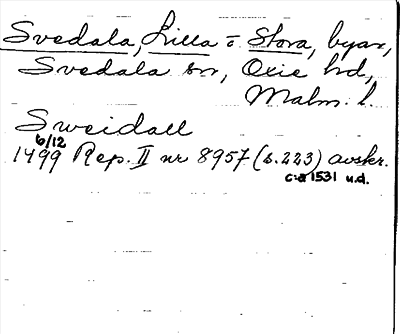 Svedala, Lilla o Stora, byar,
Svedala sn, Oxie hd,
Malm. l.
Sweidall
6/12
1499 Rep. II nr 8957 (s. 223) avskr.
ca 1531 u.d.